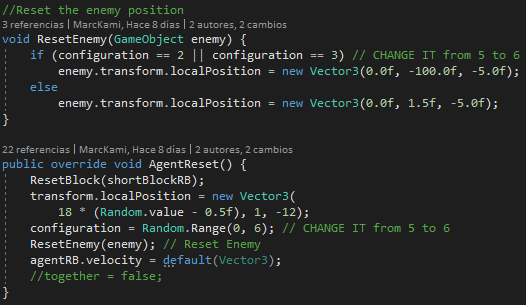 //Reset the enemy position
3 referencias | MarcKami, Hace 8 días | 2 autores, 2 cambios
void ResetEnemy(GameObject enemy) {
if (configuration == 2 || configuration == 3) // CHANGE IT from 5 to 6
enemy.transform.localPosition = new Vector3(0.0f, -100.0f, -5.0f);
else
enemy.transform.localPosition = new Vector3(0.0f, 1.5f, -5.0f);
}
22 referencias | MarcKami, Hace 8 días | 2 autores, 2 cambios
public override void AgentReset() {
ResetBlock(shortBlockRB);
transform.localPosition = new Vector3(
18 * (Random.value - 0.5f), 1, -12);
configuration = Random.Range(0, 6); // CHANGE IT from 5 to 6
ResetEnemy(enemy); // Reset Enemy
agentRB.velocity = default(Vector3);
//together = false;
}